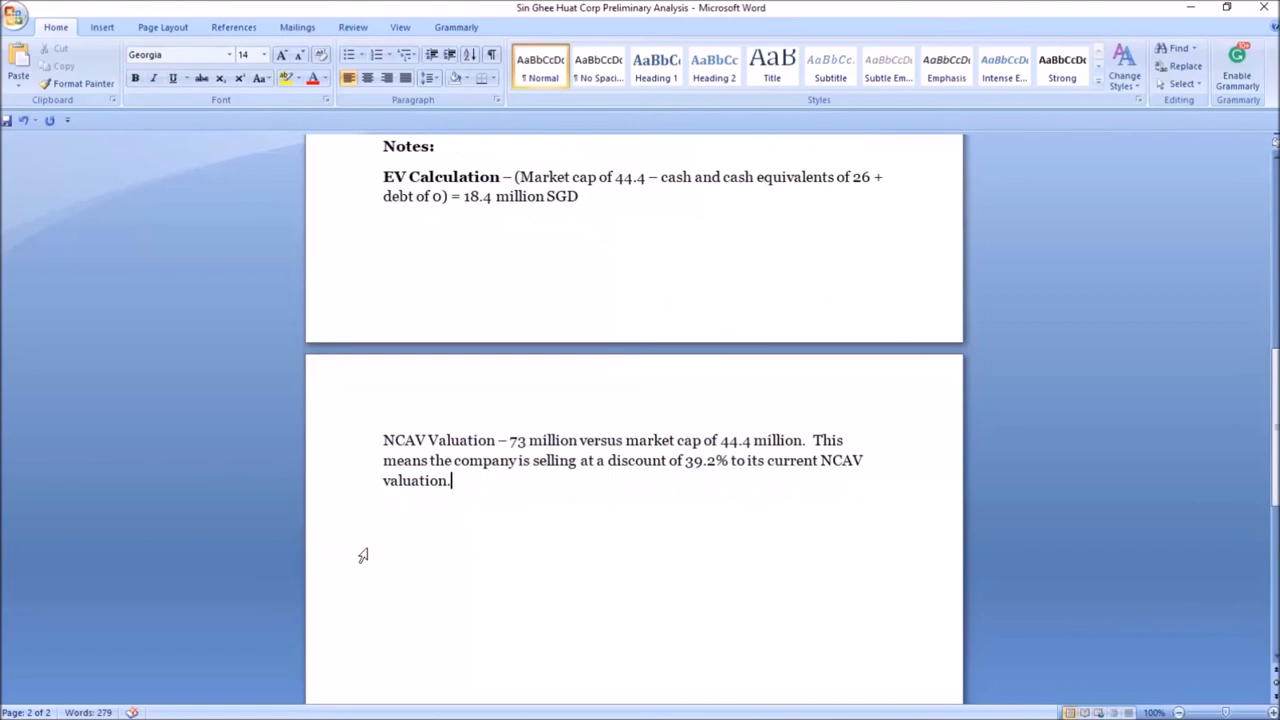 Sin Ghee Huat Corp Preliminary Analysis - Microsoft Word
Home Insert Page Layout References Mailings Review View Grammarly
Paste
Cut
Copy
Format Painter
Clipboard
Georgia 14
Font
Paragraph
AaBbCcDc AaBbCcDc AaBbCc AaBbCc AaB AaBbCc. AaBbCcDc AaBbCcDc AaBbCcDc AaBbCcDc
¶ Normal ¶ No Spaci... Heading 1 Heading 2 Title Subtitle Subtle Em... Emphasis Intense E... Strong
Change Styles
Styles
Find
Replace
Select
Editing
Enable Grammarly
Grammarly
Notes:
EV Calculation – (Market cap of 44.4 – cash and cash equivalents of 26 +
debt of 0) = 18.4 million SGD
NCAV Valuation – 73 million versus market cap of 44.4 million.  This
means the company is selling at a discount of 39.2% to its current NCAV
valuation.
Page: 2 of 2 Words: 279 100%